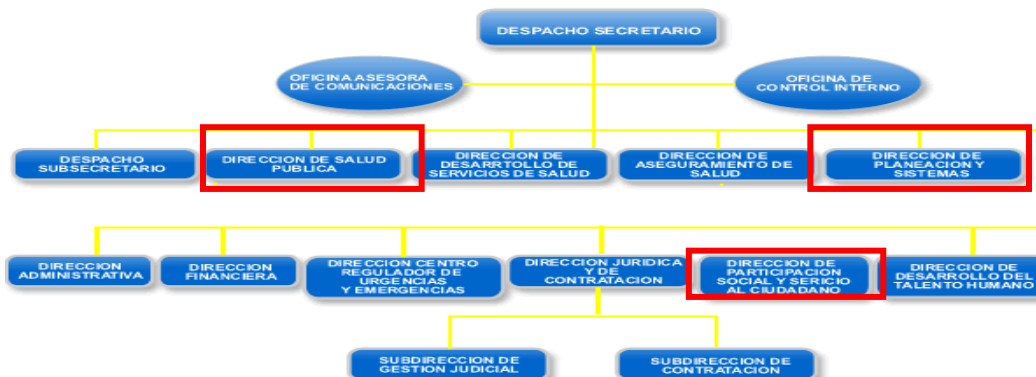 DESPACHO SECRETARIO
OFICINA ASESORA
DE COMUNICACIONES
OFICINA DE
CONTROL INTERNO
DESPACHO
SUBSECRETARIO
DIRECCION DE SALUD
PUBLICA
DIRECCION DE
DESARRTOLLO DE
SERVICIOS DE SALUD
DIRECCION DE
ASEGURAMIENTO DE
SALUD
DIRECCION DE
PLANEACION Y
SISTEMAS
DIRECCION
ADMINISTRATIVA
DIRECCION
FINANCIERA
DIRECCION CENTRO
REGULADOR DE
URGENCIAS
Y EMERGENCIAS
DIRECCION JURIDICA
Y DE
CONTRATACION
DIRECCION DE
PARTICIPACION
SOCIAL Y SERICIO
AL CIUDADANO
DIRECCION DE
DESARROLLO DEL
TALENTO HUMANO
SUBDIRECCION DE
GESTION JUDICIAL
SUBDIRECCION DE
CONTRATACION